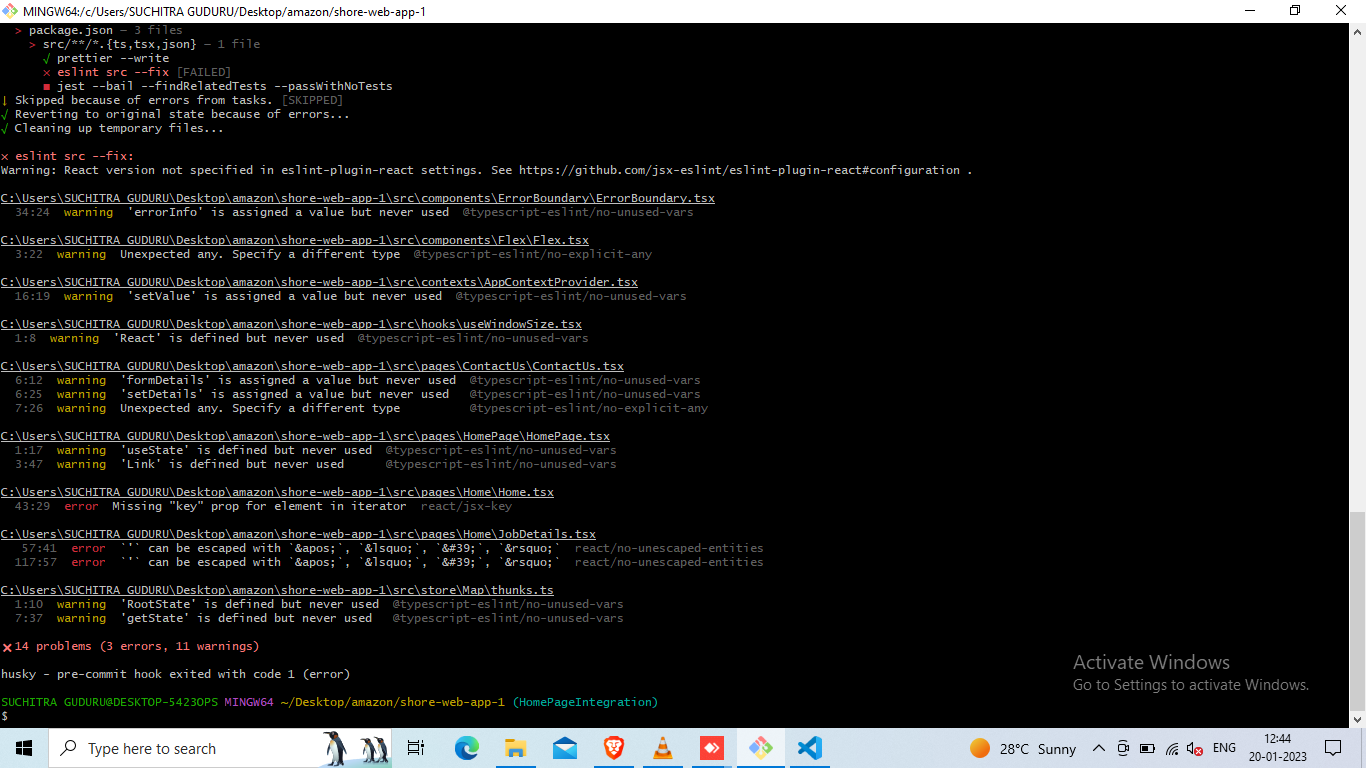 MINGW64:/c/Users/SUCHITRA GUDURU/Desktop/amazon/shore-web-app-1
> package.json — 3 files
> src/**/*.{ts,tsx,json} — 1 file
√ prettier --write
× eslint src --fix [FAILED]
■ jest --bail --findRelatedTests --passWithNoTests
↓ Skipped because of errors from tasks. [SKIPPED]
√ Reverting to original state because of errors...
√ Cleaning up temporary files...
× eslint src --fix:
Warning: React version not specified in eslint-plugin-react settings. See https://github.com/jsx-eslint/eslint-plugin-react#configuration .
C:\Users\SUCHITRA GUDURU\Desktop\amazon\shore-web-app-1\src\components\ErrorBoundary\ErrorBoundary.tsx
34:24 warning 'errorInfo' is assigned a value but never used @typescript-eslint/no-unused-vars
C:\Users\SUCHITRA GUDURU\Desktop\amazon\shore-web-app-1\src\components\Flex\Flex.tsx
3:22 warning Unexpected any. Specify a different type @typescript-eslint/no-explicit-any
C:\Users\SUCHITRA GUDURU\Desktop\amazon\shore-web-app-1\src\contexts\AppContextProvider.tsx
16:19 warning 'setValue' is assigned a value but never used @typescript-eslint/no-unused-vars
C:\Users\SUCHITRA GUDURU\Desktop\amazon\shore-web-app-1\src\hooks\useWindowSize.tsx
1:8 warning 'React' is defined but never used @typescript-eslint/no-unused-vars
C:\Users\SUCHITRA GUDURU\Desktop\amazon\shore-web-app-1\src\pages\ContactUs\ContactUs.tsx
6:12 warning 'formDetails' is assigned a value but never used @typescript-eslint/no-unused-vars
6:25 warning 'setDetails' is assigned a value but never used @typescript-eslint/no-unused-vars
7:26 warning Unexpected any. Specify a different type @typescript-eslint/no-explicit-any
C:\Users\SUCHITRA GUDURU\Desktop\amazon\shore-web-app-1\src\pages\HomePage\HomePage.tsx
1:17 warning 'useState' is defined but never used @typescript-eslint/no-unused-vars
3:47 warning 'Link' is defined but never used @typescript-eslint/no-unused-vars
C:\Users\SUCHITRA GUDURU\Desktop\amazon\shore-web-app-1\src\pages\Home\Home.tsx
43:29 error Missing "key" prop for element in iterator react/jsx-key
C:\Users\SUCHITRA GUDURU\Desktop\amazon\shore-web-app-1\src\pages\Home\JobDetails.tsx
57:41 error `'` can be escaped with `&apos;`, `&lsquo;`, `&#39;`, `&rsquo;` react/no-unescaped-entities
117:57 error `'` can be escaped with `&apos;`, `&lsquo;`, `&#39;`, `&rsquo;` react/no-unescaped-entities
C:\Users\SUCHITRA GUDURU\Desktop\amazon\shore-web-app-1\src\store\Map\thunks.ts
1:10 warning 'RootState' is defined but never used @typescript-eslint/no-unused-vars
7:37 warning 'getState' is defined but never used @typescript-eslint/no-unused-vars
×14 problems (3 errors, 11 warnings)
husky - pre-commit hook exited with code 1 (error)
Activate Windows
Go to Settings to activate Windows.
SUCHITRA GUDURU@DESKTOP-5423OPS MINGW64 ~/Desktop/amazon/shore-web-app-1 (HomePageIntegration)
$
Type here to search
28°C Sunny
ENG
12:44
20-01-2023